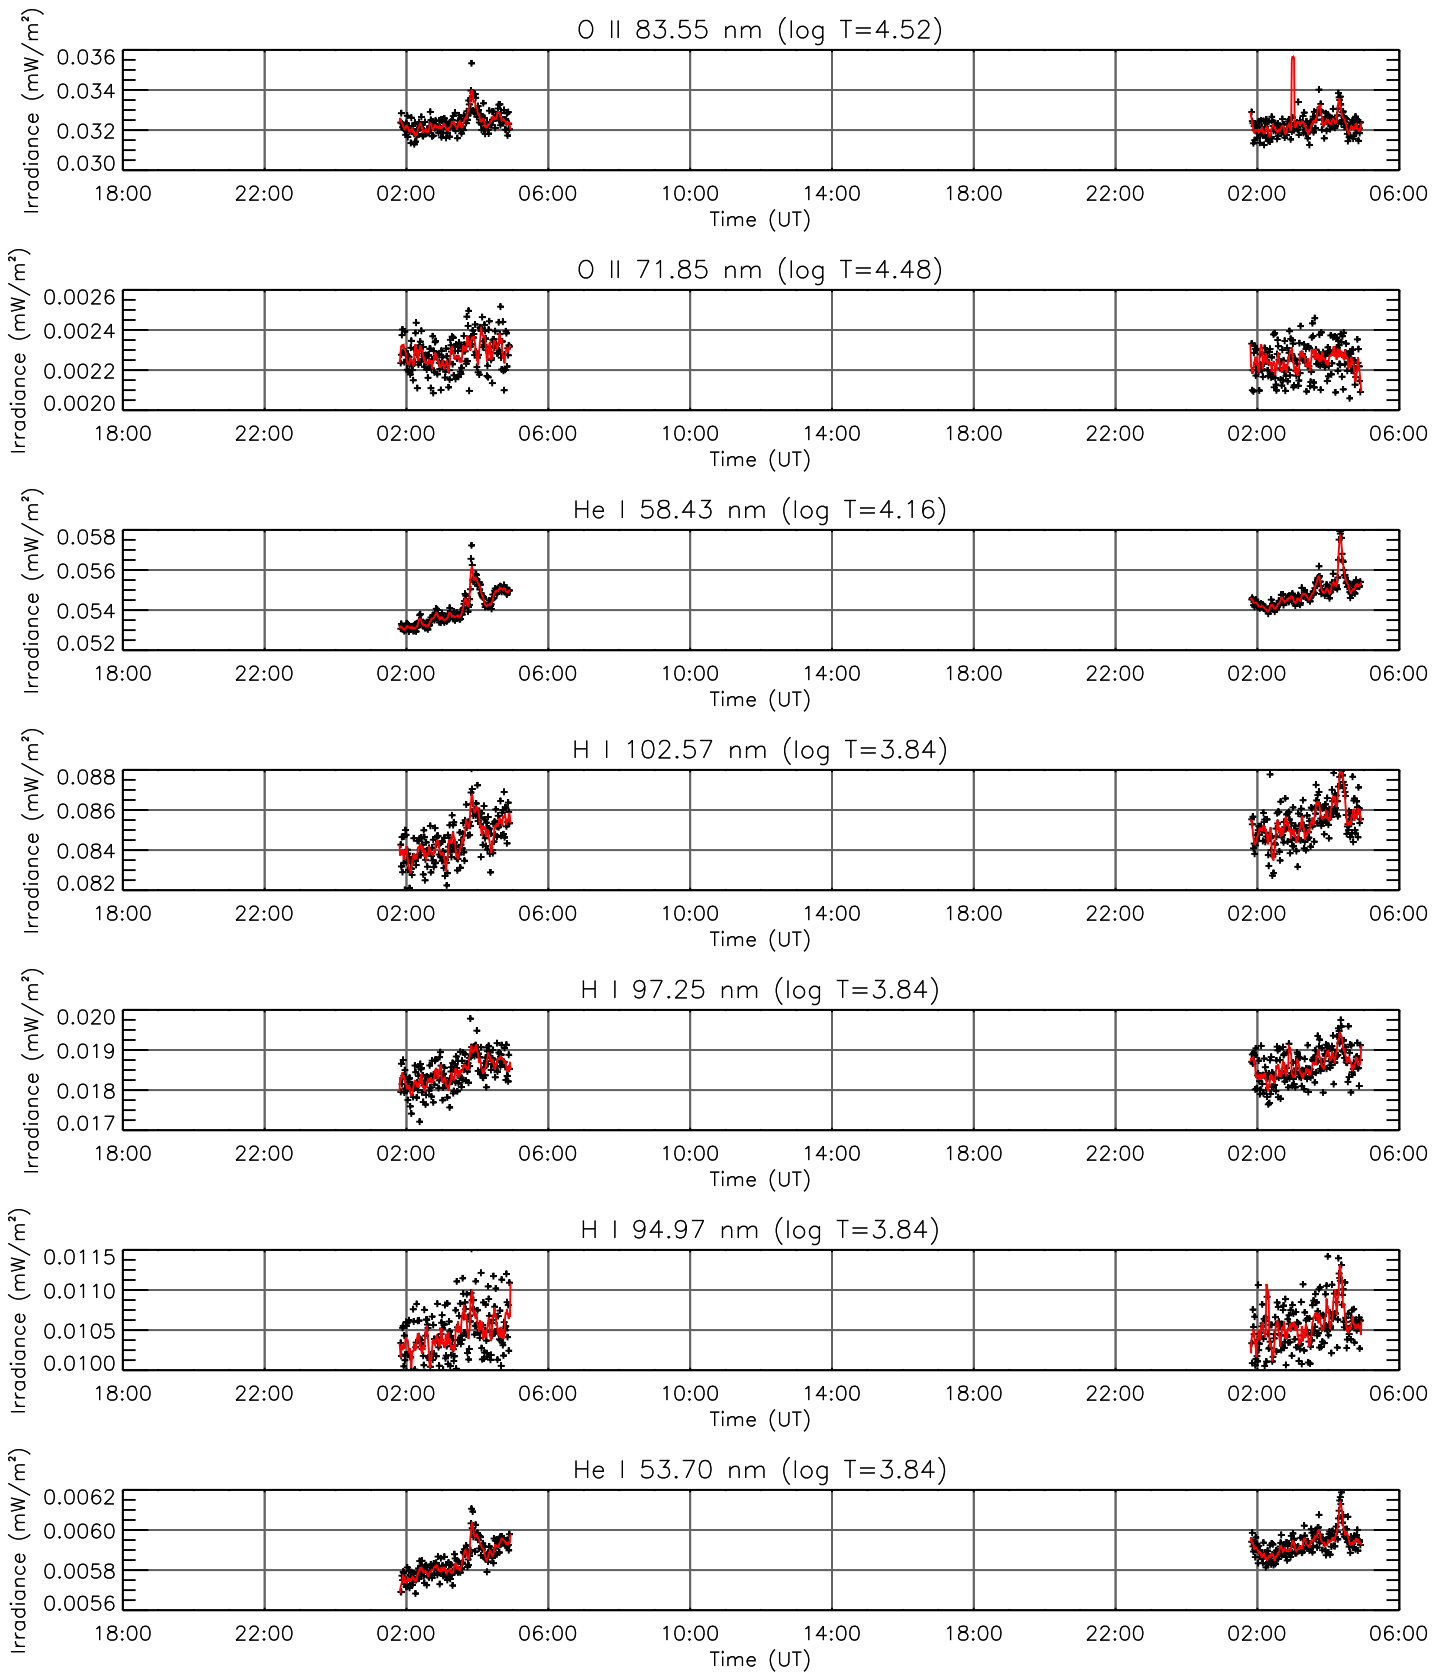 O II 83.55 nm (log T=4.52)
Irradiance (mW/m²)
0.036
0.034
0.032
0.030
18:00 22:00 02:00 06:00 10:00 14:00 18:00 22:00 02:00 06:00
Time (UT)
O II 71.85 nm (log T=4.48)
Irradiance (mW/m²)
0.0026
0.0024
0.0022
0.0020
18:00 22:00 02:00 06:00 10:00 14:00 18:00 22:00 02:00 06:00
Time (UT)
He I 58.43 nm (log T=4.16)
Irradiance (mW/m²)
0.058
0.056
0.054
0.052
18:00 22:00 02:00 06:00 10:00 14:00 18:00 22:00 02:00 06:00
Time (UT)
H I 102.57 nm (log T=3.84)
Irradiance (mW/m²)
0.088
0.086
0.084
0.082
18:00 22:00 02:00 06:00 10:00 14:00 18:00 22:00 02:00 06:00
Time (UT)
H I 97.25 nm (log T=3.84)
Irradiance (mW/m²)
0.020
0.019
0.018
0.017
18:00 22:00 02:00 06:00 10:00 14:00 18:00 22:00 02:00 06:00
Time (UT)
H I 94.97 nm (log T=3.84)
Irradiance (mW/m²)
0.0115
0.0110
0.0105
0.0100
18:00 22:00 02:00 06:00 10:00 14:00 18:00 22:00 02:00 06:00
Time (UT)
He I 53.70 nm (log T=3.84)
Irradiance (mW/m²)
0.0062
0.0060
0.0058
0.0056
18:00 22:00 02:00 06:00 10:00 14:00 18:00 22:00 02:00 06:00
Time (UT)